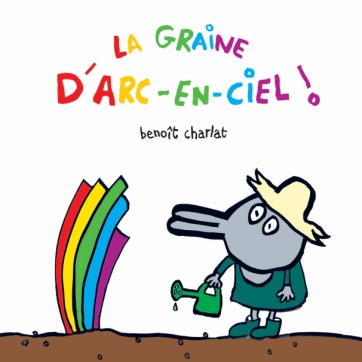 LA GRAiNE
D'ARC-EN-CiEL!
benoît charlat